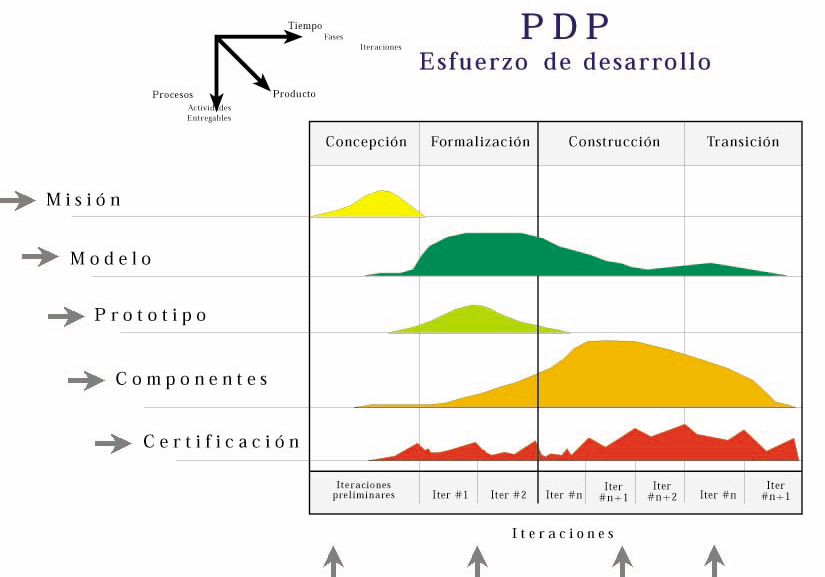 PDP
Esfuerzo de desarrollo
Tiempo
Fases
Iteraciones
Procesos
Actividades
Entregables
Producto
Concepción
Formalización
Construcción
Transición
Misión
Modelo
Prototipo
Componentes
Certificación
Iteraciones
preliminares
Iter #1
Iter #2
Iter #n
Iter
#n+1
Iter
#n+2
Iter #n
Iter
#n+1
Iteraciones